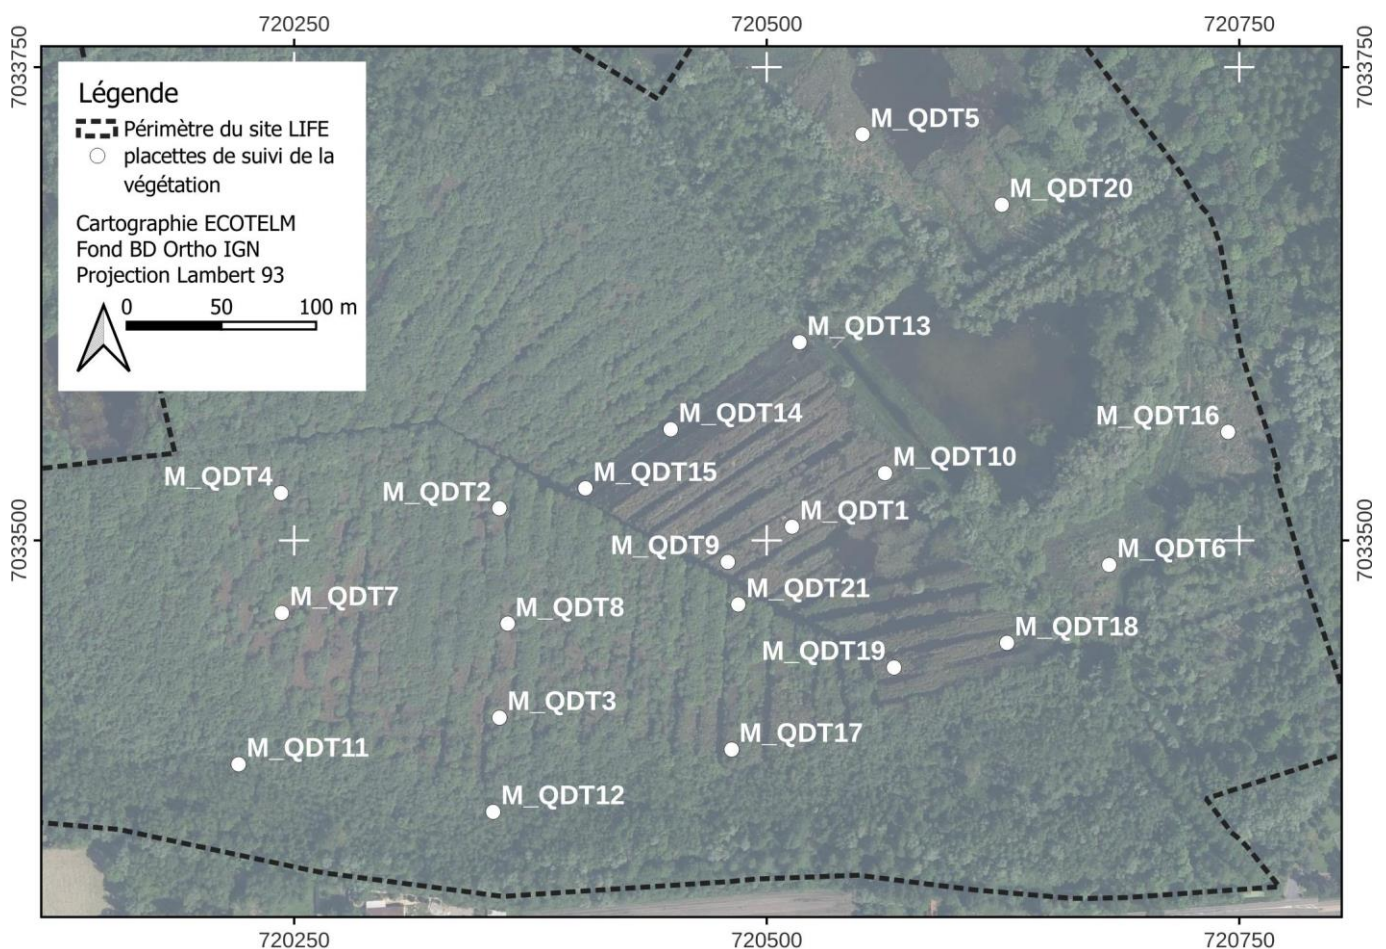 720250 720500 720750
7033750
7033750
Légende
Périmètre du site LIFE
placettes de suivi de la
végétation
Cartographie ECOTELM
Fond BD Ortho IGN
Projection Lambert 93
0 50 100 m
M_QDT5
M_QDT20
M_QDT13
M_QDT14
M_QDT16
M_QDT10
M_QDT15
M_QDT4
M_QDT2
M_QDT1
7033500
7033500
M_QDT9
M_QDT6
M_QDT21
M_QDT7
M_QDT8
M_QDT18
M_QDT19
M_QDT3
M_QDT17
M_QDT11
M_QDT12
720250 720500 720750